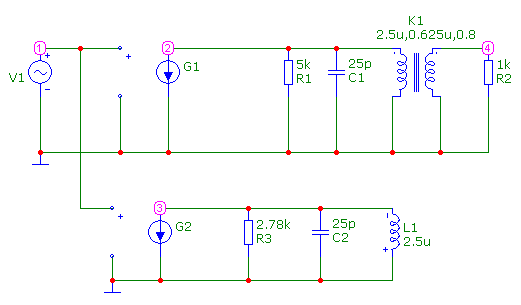 K1
2.5u,0.625u,0.8
1
2
4
+
+
V1
G1
5k
R1
25p
C1
1k
R2
−
3
+
G2
2.78k
R3
25p
C2
L1
2.5u
+